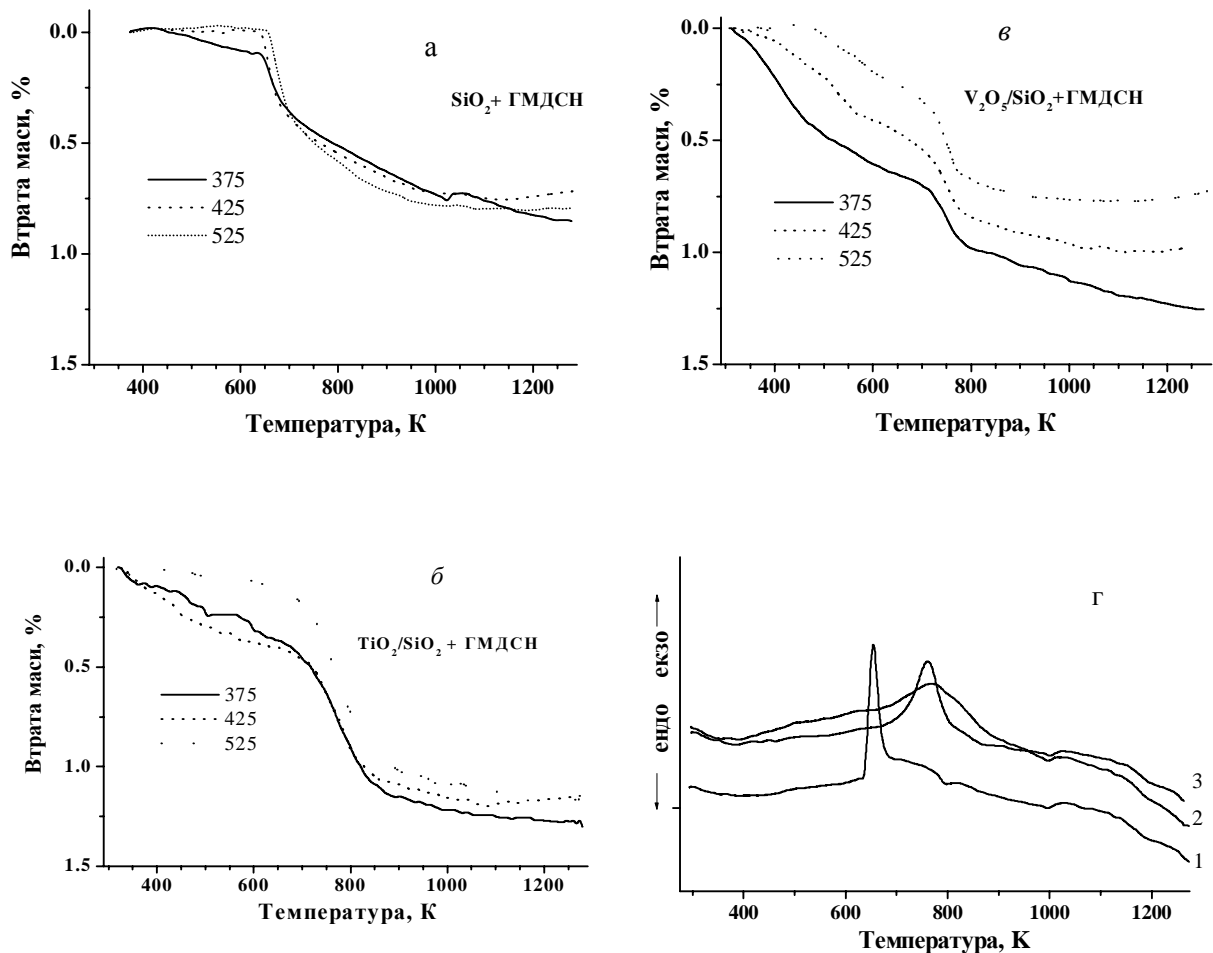 0.0
0.5
1.0
1.5
Втрата маси, %
а
SiO₂+ ГМДСН
375
425
525
400 600 800 1000 1200
Температура, К
0.0
0.5
1.0
1.5
Втрата маси, %
в
V₂O₅/SiO₂+ГМДСН
375
425
525
400 600 800 1000 1200
Температура, К
0.0
0.5
1.0
1.5
Втрата маси, %
б
TiO₂/SiO₂ + ГМДСН
375
425
525
400 600 800 1000 1200
Температура, К
ендо екзо
г
3
2
1
400 600 800 1000 1200
Температура, К